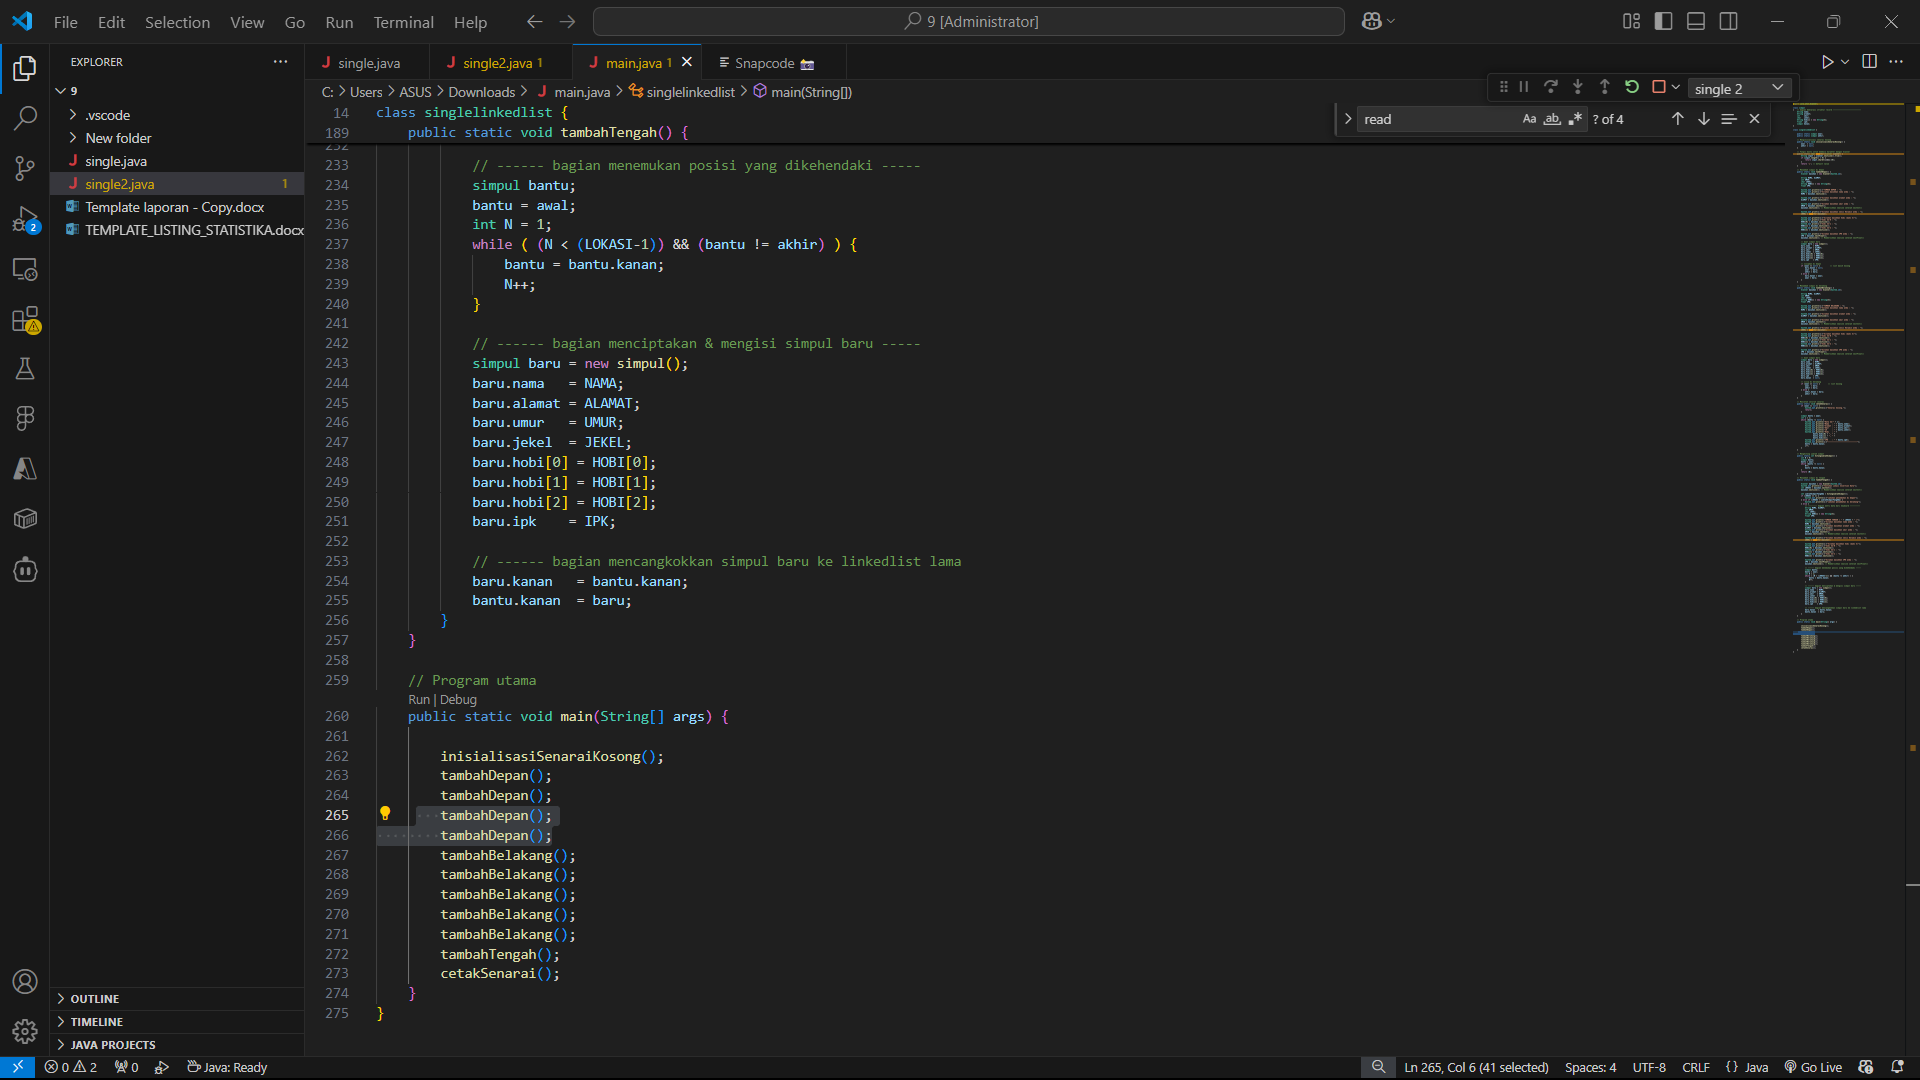 File Edit Selection View Go Run Terminal Help
9 [Administrator]
EXPLORER
9
.vscode
New folder
single.java
single2.java 1
Template laporan - Copy.docx
TEMPLATE_LISTING_STATISTIKA.docx
OUTLINE
TIMELINE
JAVA PROJECTS
single.java single2.java 1 main.java 1 Snapcode
C: > Users > ASUS > Downloads > main.java > singlelinkedlist > main(String[])
single 2
read Aa ab .* ? of 4
14 class singlelinkedlist {
189 public static void tambahTengah() {
232
233 // ------ bagian menemukan posisi yang dikehendaki -----
234 simpul bantu;
235 bantu = awal;
236 int N = 1;
237 while ( (N < (LOKASI-1)) && (bantu != akhir) ) {
238 bantu = bantu.kanan;
239 N++;
240 }
241
242 // ------ bagian menciptakan & mengisi simpul baru -----
243 simpul baru = new simpul();
244 baru.nama = NAMA;
245 baru.alamat = ALAMAT;
246 baru.umur = UMUR;
247 baru.jekel = JEKEL;
248 baru.hobi[0] = HOBI[0];
249 baru.hobi[1] = HOBI[1];
250 baru.hobi[2] = HOBI[2];
251 baru.ipk = IPK;
252
253 // ------ bagian mencangkokkan simpul baru ke linkedlist lama
254 baru.kanan = bantu.kanan;
255 bantu.kanan = baru;
256 }
257 }
258
259 // Program utama
Run | Debug
260 public static void main(String[] args) {
261
262 inisialisasiSenaraiKosong();
263 tambahDepan();
264 tambahDepan();
265 tambahDepan();
266 tambahDepan();
267 tambahBelakang();
268 tambahBelakang();
269 tambahBelakang();
270 tambahBelakang();
271 tambahBelakang();
272 tambahTengah();
273 cetakSenarai();
274 }
275 }
2
0 2 0 Java: Ready
Ln 265, Col 6 (41 selected) Spaces: 4 UTF-8 CRLF {} Java Go Live